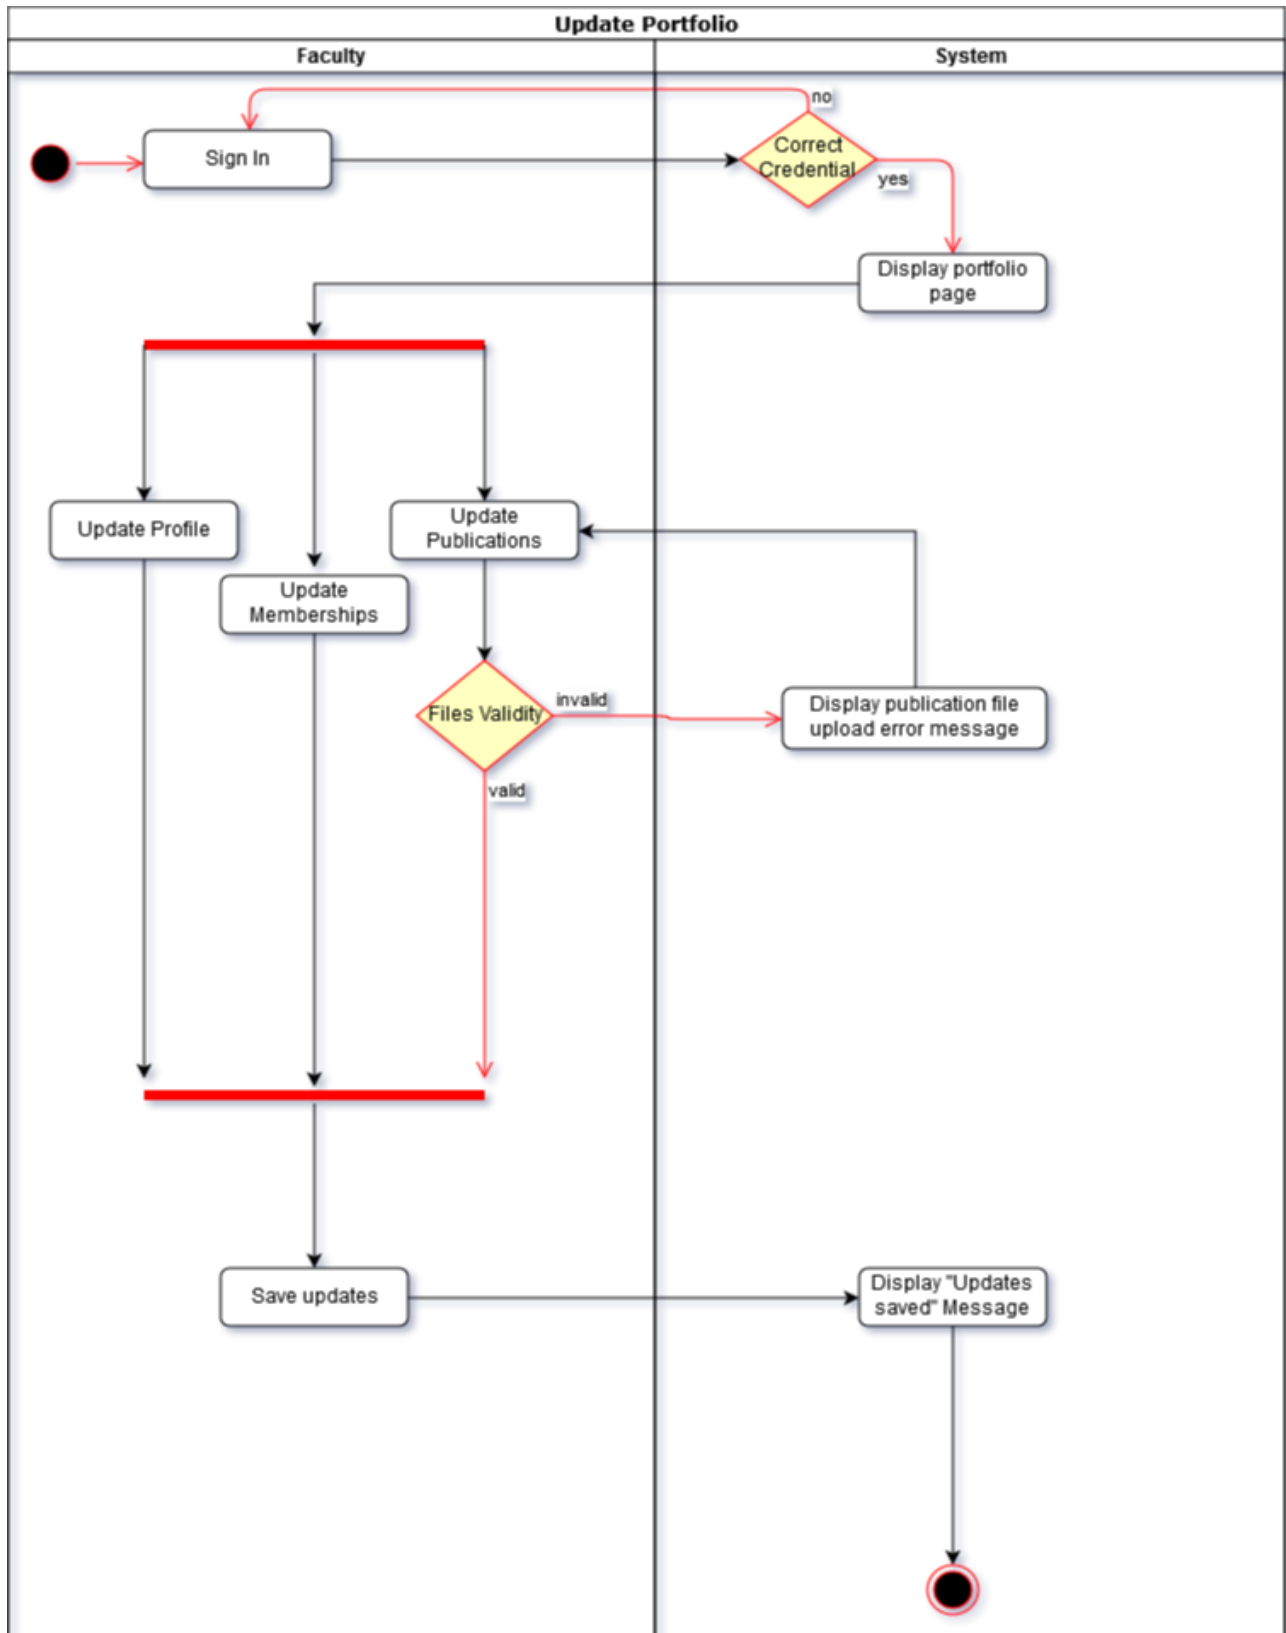 Update Portfolio
Faculty
System
no
Sign In
Correct
Credential
yes
Display portfolio
page
Update Profile
Update
Publications
Update
Memberships
Files Validity
invalid
Display publication file
upload error message
valid
Save updates
Display "Updates
saved" Message